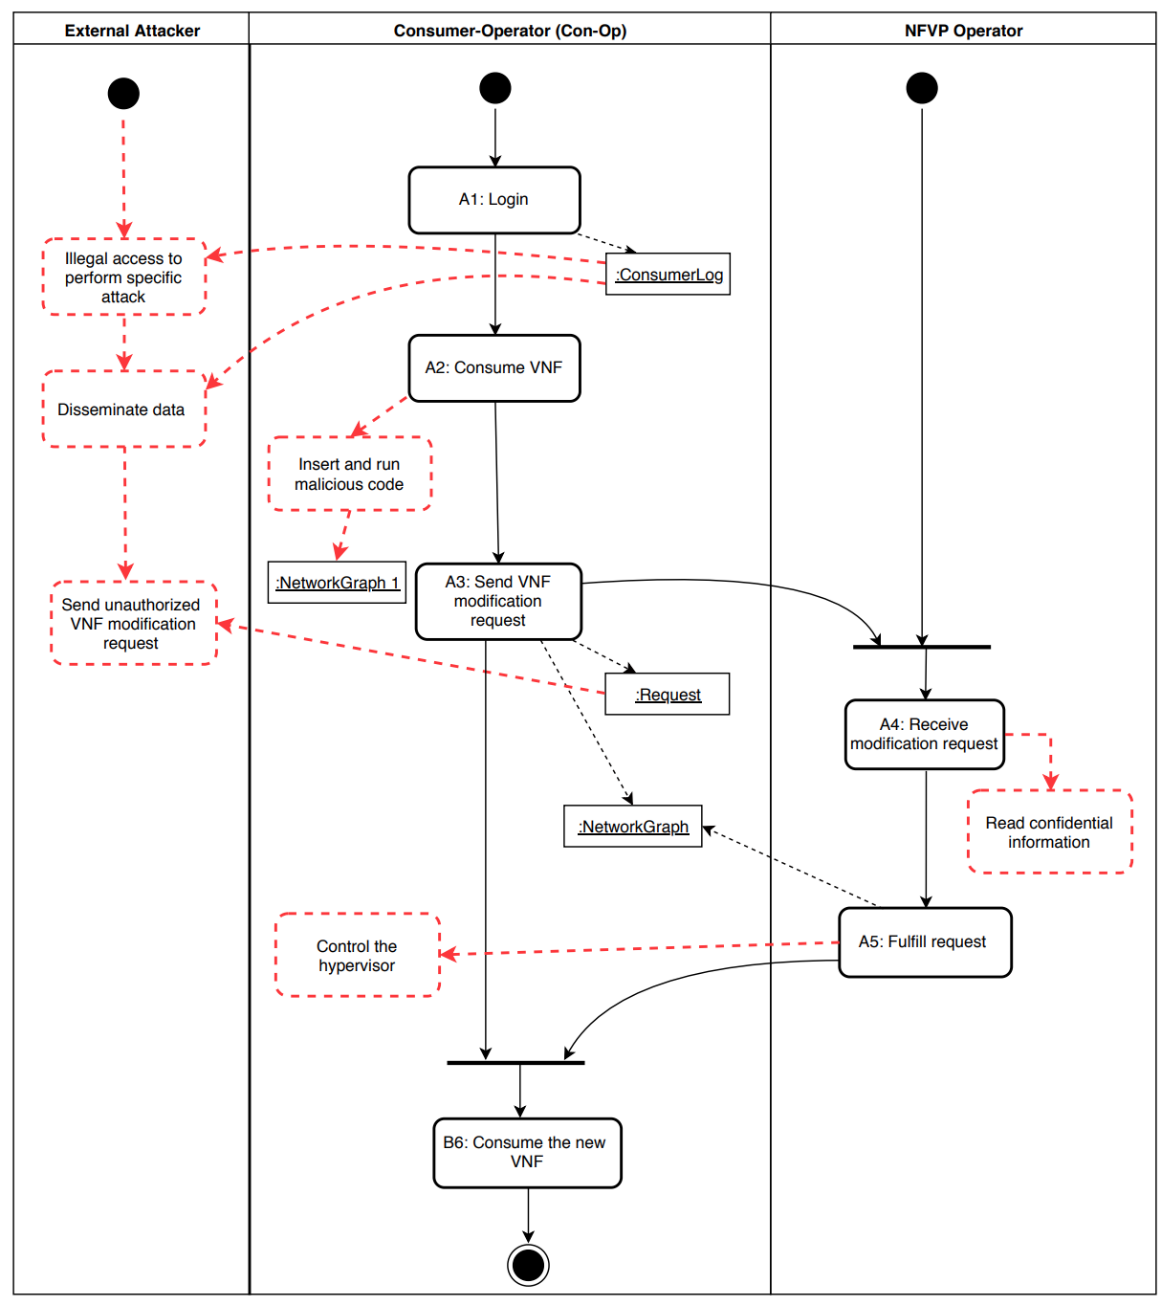 External Attacker
Consumer-Operator (Con-Op)
NFVP Operator
A1: Login
Illegal access to
perform specific
attack
:ConsumerLog
A2: Consume VNF
Disseminate data
Insert and run
malicious code
:NetworkGraph 1
A3: Send VNF
modification
request
Send unauthorized
VNF modification
request
:Request
A4: Receive
modification request
:NetworkGraph
Read confidential
information
Control the
hypervisor
A5: Fulfill request
B6: Consume the new
VNF